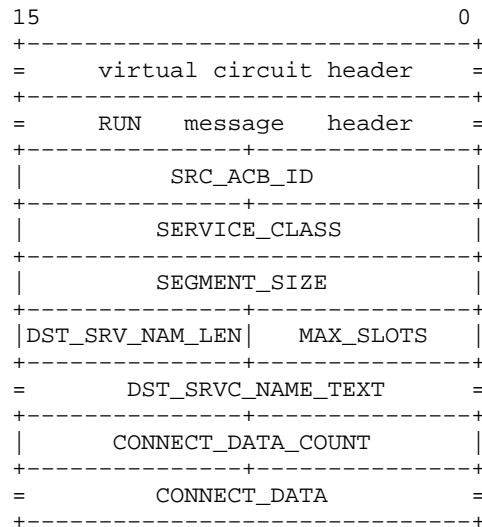 15 0
+-------------------------------+
= virtual circuit header =
+-------------------------------+
= RUN message header =
+---------------+---------------+
| SRC_ACB_ID |
+---------------+---------------+
| SERVICE_CLASS |
+-------------------------------+
| SEGMENT_SIZE |
+---------------+---------------+
|DST_SRV_NAM_LEN| MAX_SLOTS |
+---------------+---------------+
= DST_SRVC_NAME_TEXT =
+---------------+---------------+
| CONNECT_DATA_COUNT |
+---------------+---------------+
= CONNECT_DATA =
+-------------------------------+